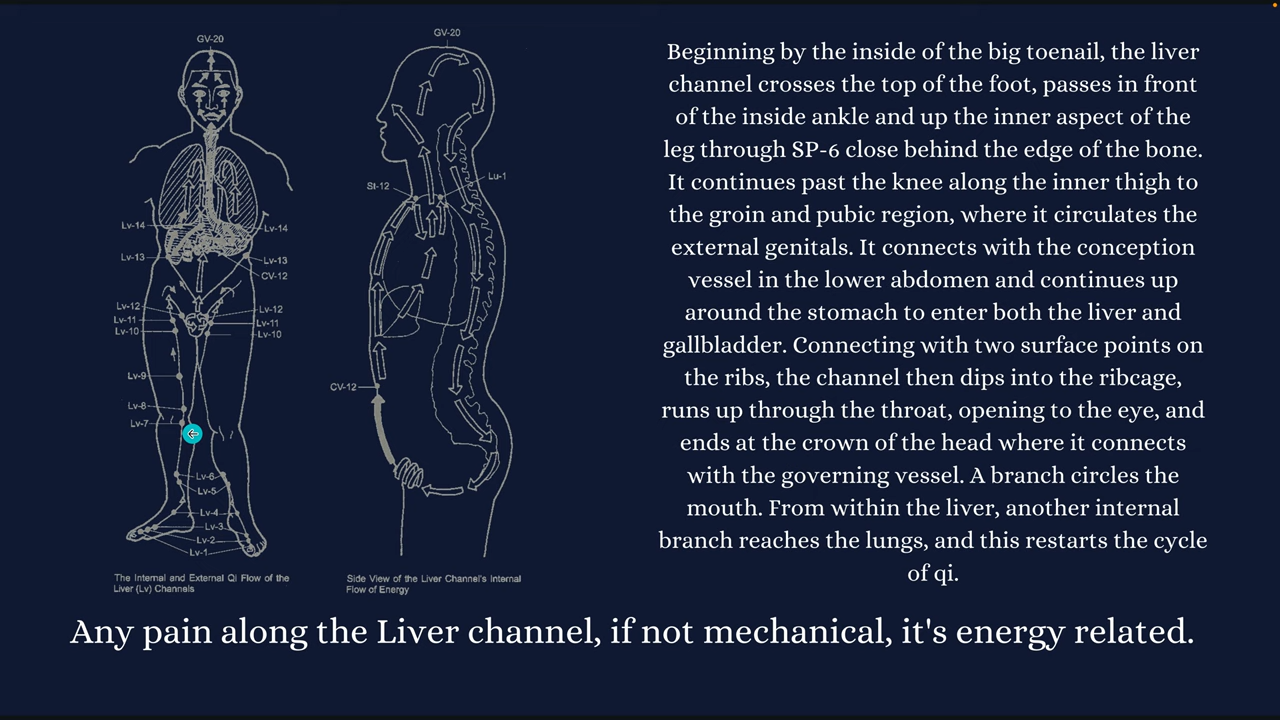 GV-20
Lv-14
Lv-14
Lv-13
Lv-13
CV-12
Lv-12
Lv-12
Lv-11
Lv-11
Lv-10
Lv-10
Lv-9
Lv-8
Lv-7
Lv-6
Lv-5
Lv-4
Lv-3
Lv-2
Lv-1
The Internal and External Qi Flow of the
Liver (Lv) Channels
GV-20
St-12
Lu-1
CV-12
Side View of the Liver Channel's Internal
Flow of Energy
Beginning by the inside of the big toenail, the liver
channel crosses the top of the foot, passes in front
of the inside ankle and up the inner aspect of the
leg through SP-6 close behind the edge of the bone.
It continues past the knee along the inner thigh to
the groin and pubic region, where it circulates the
external genitals. It connects with the conception
vessel in the lower abdomen and continues up
around the stomach to enter both the liver and
gallbladder. Connecting with two surface points on
the ribs, the channel then dips into the ribcage,
runs up through the throat, opening to the eye, and
ends at the crown of the head where it connects
with the governing vessel. A branch circles the
mouth. From within the liver, another internal
branch reaches the lungs, and this restarts the cycle
of qi.
Any pain along the Liver channel, if not mechanical, it's energy related.